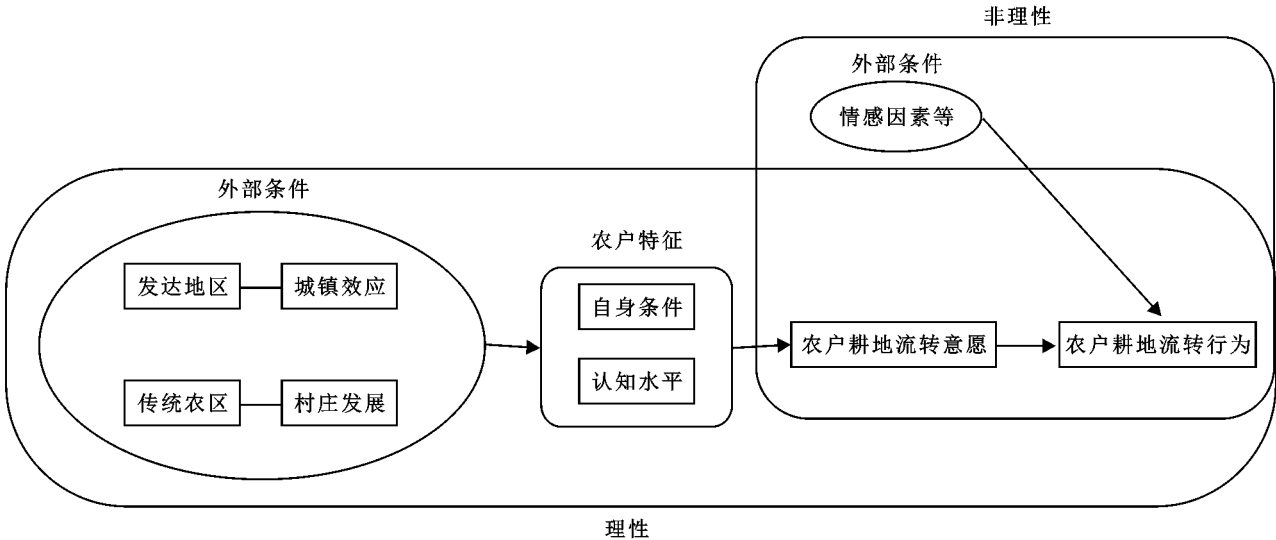 非理性
外部条件
情感因素等
外部条件
农户特征
发达地区
城镇效应
自身条件
农户耕地流转意愿
农户耕地流转行为
认知水平
传统农区
村庄发展
理性